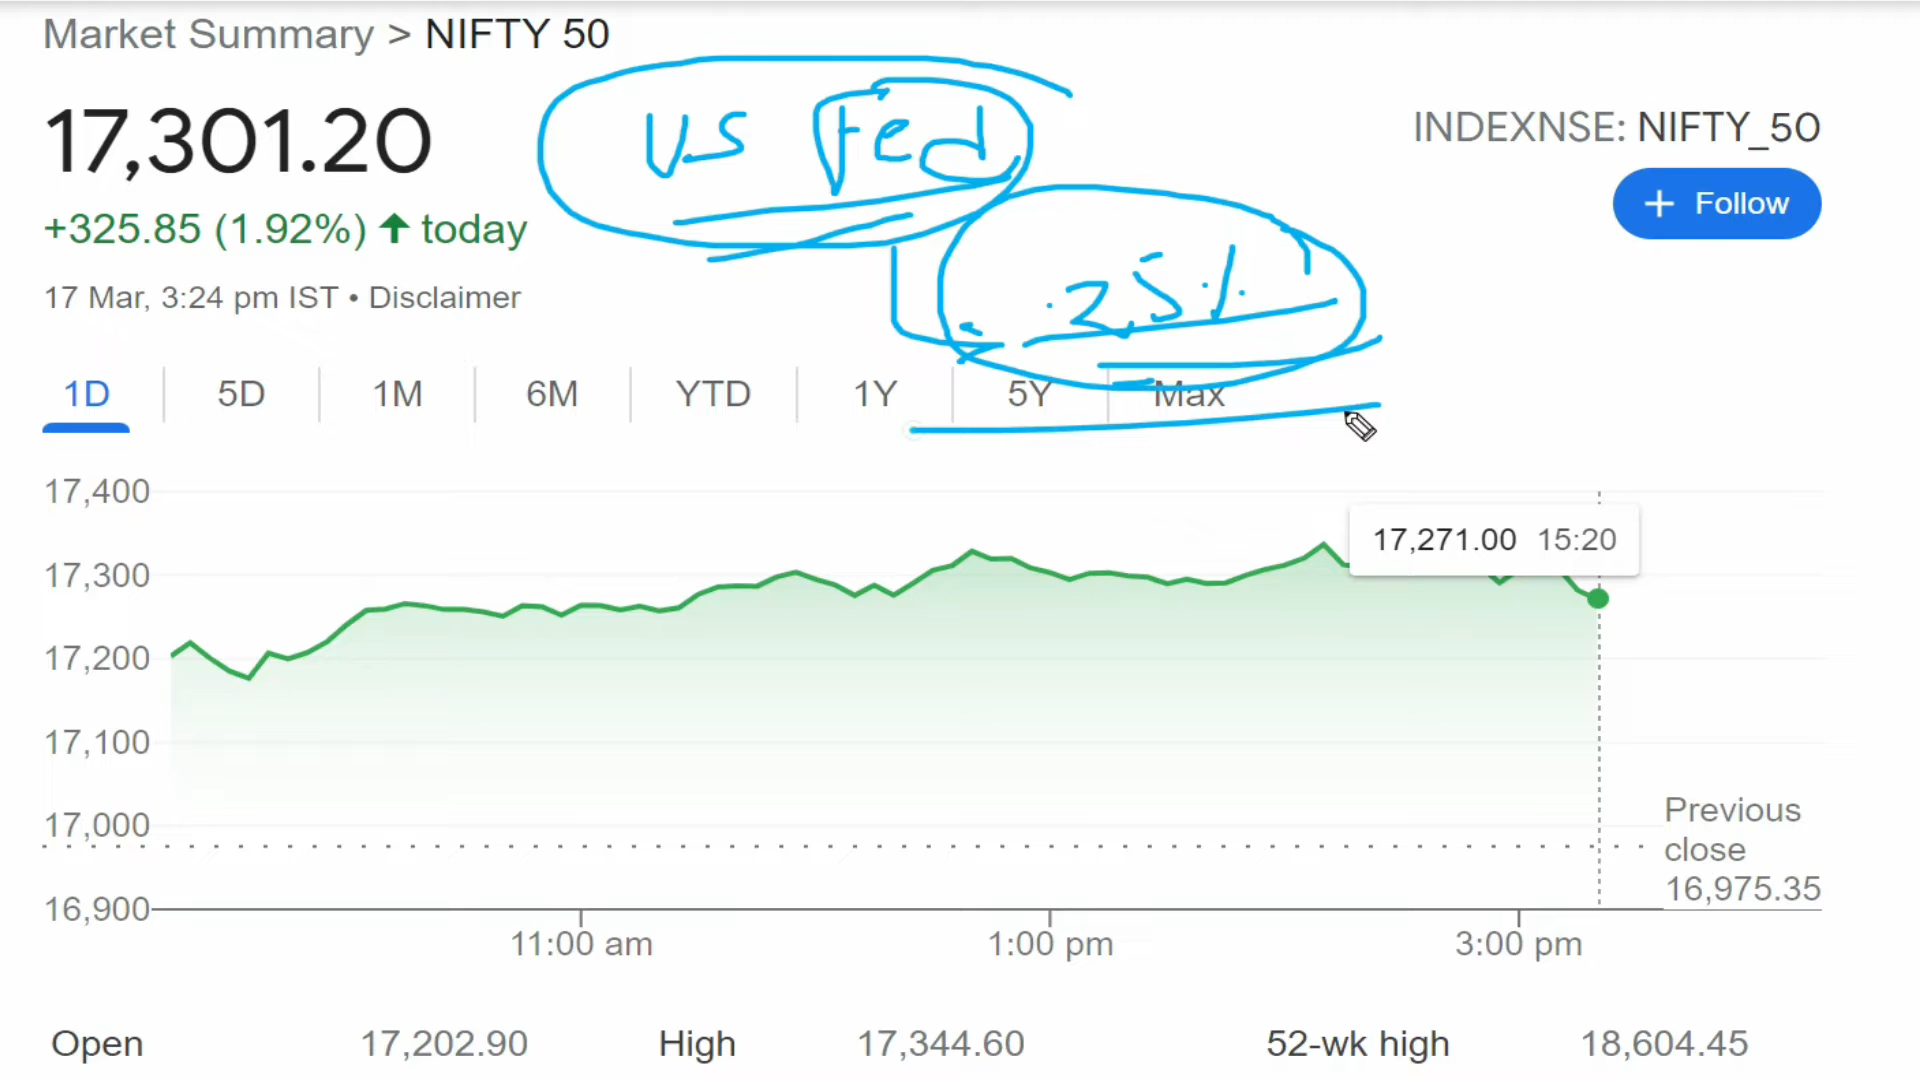 Market Summary > NIFTY 50
17,301.20
+325.85 (1.92%) ↑ today
17 Mar, 3:24 pm IST • Disclaimer
US Fed
.25%
INDEXNSE: NIFTY_50
+ Follow
1D 5D 1M 6M YTD 1Y 5Y Max
17,400
17,300
17,200
17,100
17,000
16,900
17,271.00 15:20
Previous
close
16,975.35
11:00 am 1:00 pm 3:00 pm
Open 17,202.90 High 17,344.60 52-wk high 18,604.45